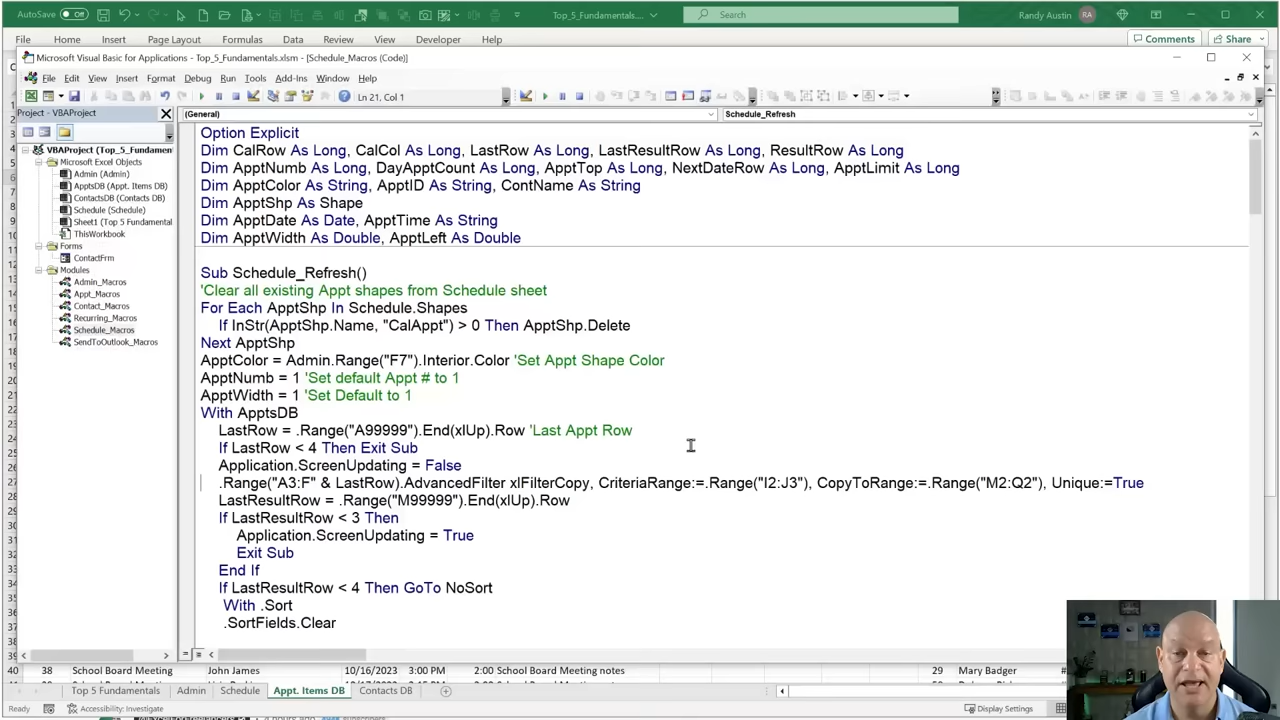 AutoSave Off Top_5_Fundamentals.... Search Randy Austin RA
File Home Insert Page Layout Formulas Data Review View Developer Help Comments Share
Microsoft Visual Basic for Applications - Top_5_Fundamentals.xlsm - [Schedule_Macros (Code)]
File Edit View Insert Format Debug Run Tools Add-Ins Window Help
Ln 21, Col 1
Project - VBAProject
(General) Schedule_Refresh
VBAProject (Top_5_Fundamen
Microsoft Excel Objects
Admin (Admin)
ApptsDB (Appt. Items DB)
ContactsDB (Contacts DB)
Schedule (Schedule)
Sheet1 (Top 5 Fundamental
ThisWorkbook
Forms
ContactFrm
Modules
Admin_Macros
Appt_Macros
Contact_Macros
Recurring_Macros
Schedule_Macros
SendToOutlook_Macros
Option Explicit
Dim CalRow As Long, CalCol As Long, LastRow As Long, LastResultRow As Long, ResultRow As Long
Dim ApptNumb As Long, DayApptCount As Long, ApptTop As Long, NextDateRow As Long, ApptLimit As Long
Dim ApptColor As String, ApptID As String, ContName As String
Dim ApptShp As Shape
Dim ApptDate As Date, ApptTime As String
Dim ApptWidth As Double, ApptLeft As Double
Sub Schedule_Refresh()
'Clear all existing Appt shapes from Schedule sheet
For Each ApptShp In Schedule.Shapes
If InStr(ApptShp.Name, "CalAppt") > 0 Then ApptShp.Delete
Next ApptShp
ApptColor = Admin.Range("F7").Interior.Color 'Set Appt Shape Color
ApptNumb = 1 'Set default Appt # to 1
ApptWidth = 1 'Set Default to 1
With ApptsDB
LastRow = .Range("A99999").End(xlUp).Row 'Last Appt Row
If LastRow < 4 Then Exit Sub
Application.ScreenUpdating = False
.Range("A3:F" & LastRow).AdvancedFilter xlFilterCopy, CriteriaRange:=.Range("I2:J3"), CopyToRange:=.Range("M2:Q2"), Unique:=True
LastResultRow = .Range("M99999").End(xlUp).Row
If LastResultRow < 3 Then
Application.ScreenUpdating = True
Exit Sub
End If
If LastResultRow < 4 Then GoTo NoSort
With .Sort
.SortFields.Clear
40 38 School Board Meeting John James 10/16/2023 3:00 PM 2:00 School Board Meeting notes 29 Mary Badger
Top 5 Fundamentals Admin Schedule Appt. Items DB Contacts DB
Ready Accessibility: Investigate Display Settings